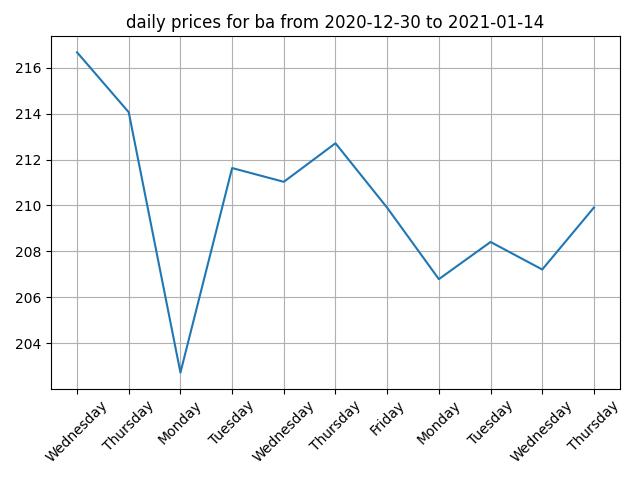 daily prices for ba from 2020-12-30 to 2021-01-14
216
214
212
210
208
206
204
Wednesday
Thursday
Monday
Tuesday
Wednesday
Thursday
Friday
Monday
Tuesday
Wednesday
Thursday